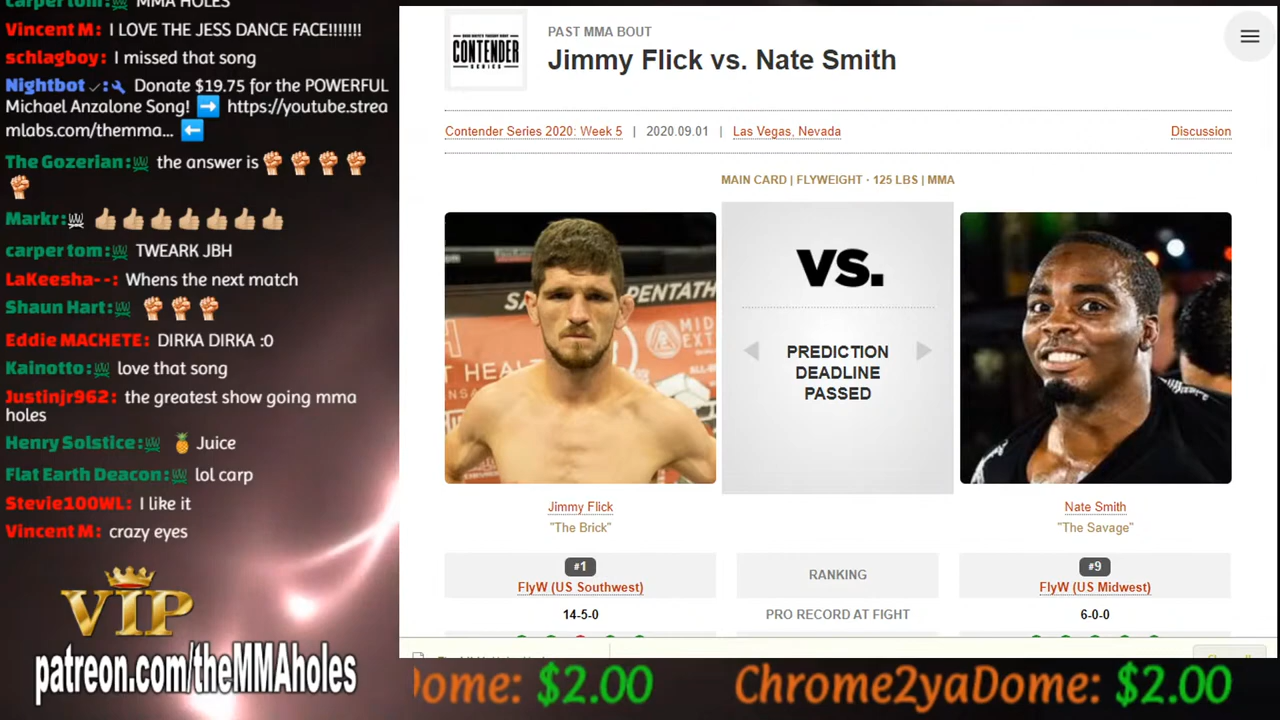 carper tom: MMA HOLES
Vincent M: I LOVE THE JESS DANCE FACE!!!!!!!
schlagboy: I missed that song
Nightbot ✓:🔧 Donate $19.75 for the POWERFUL
Michael Anzalone Song! ➡️ https://youtube.strea
mlabs.com/themma... ⬅️
The Gozerian: the answer is ✊🏼 ✊🏼 ✊🏼 ✊🏼
✊🏼
Markr: 👍🏼👍🏼👍🏼👍🏼👍🏼👍🏼👍🏼
carper tom: TWEARK JBH
LaKeesha--: Whens the next match
Shaun Hart: ✊🏼 ✊🏼 ✊🏼
Eddie MACHETE: DIRKA DIRKA :O
Kainotto: love that song
Justinjr962: the greatest show going mma
holes
Henry Solstice: 🍍 Juice
Flat Earth Deacon: lol carp
Stevie100WL: I like it
Vincent M: crazy eyes
VIP
patreon.com/theMMAholes
CONTENDER
SERIES
PAST MMA BOUT
Jimmy Flick vs. Nate Smith
Contender Series 2020: Week 5 | 2020.09.01 | Las Vegas, Nevada
Discussion
MAIN CARD | FLYWEIGHT · 125 LBS | MMA
PENTATH
MID
HEALTH
VS.
PREDICTION
DEADLINE
PASSED
Jimmy Flick
"The Brick"
Nate Smith
"The Savage"
#1
FlyW (US Southwest)
RANKING
#9
FlyW (US Midwest)
14-5-0
PRO RECORD AT FIGHT
6-0-0
Dome: $2.00 Chrome2yaDome: $2.00